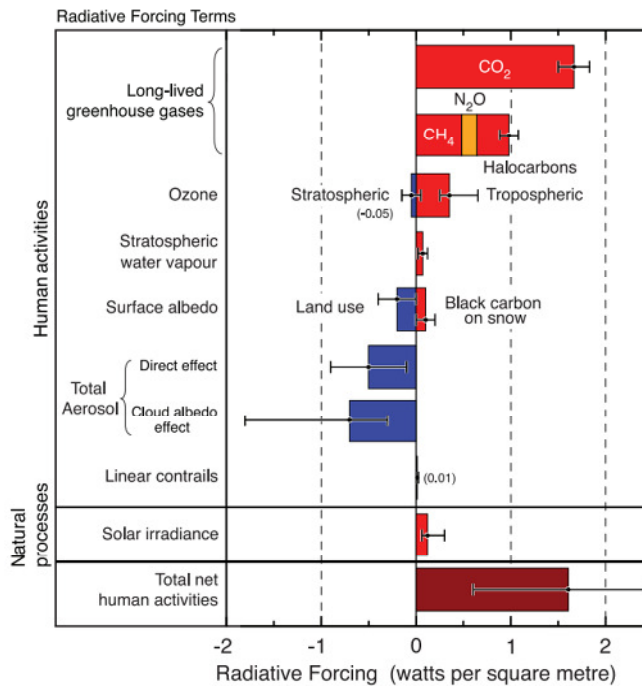 Radiative Forcing Terms
Long-lived
greenhouse gases
CO2
N2O
CH4
Halocarbons
Ozone
Stratospheric
(-0.05)
Tropospheric
Stratospheric
water vapour
Surface albedo
Land use
Black carbon
on snow
Human activities
Total
Aerosol
Direct effect
Cloud albedo
effect
Linear contrails
(0.01)
Natural
processes
Solar irradiance
Total net
human activities
-2 -1 0 1 2
Radiative Forcing (watts per square metre)